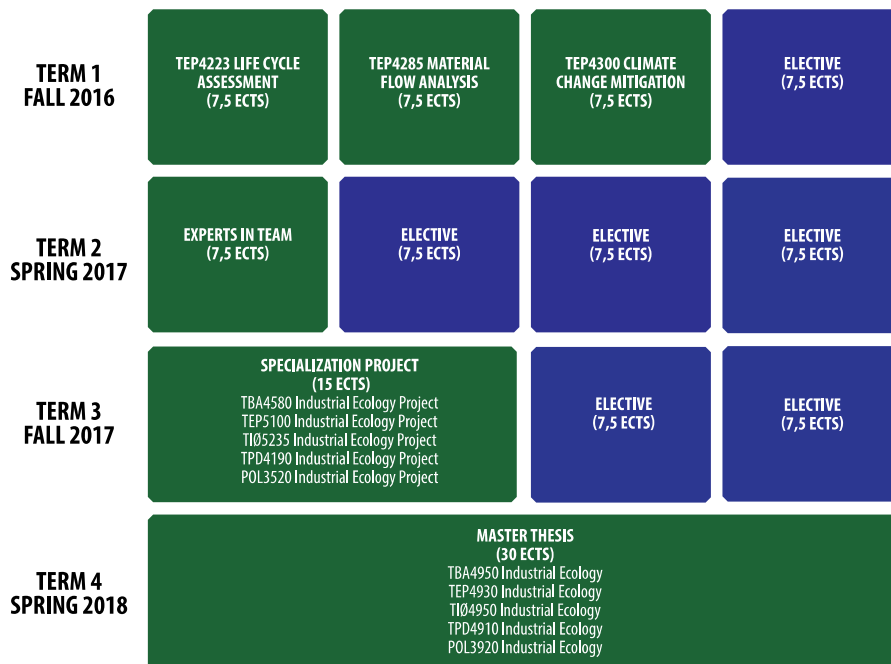 TERM 1
FALL 2016
TEP4223 LIFE CYCLE
ASSESSMENT
(7,5 ECTS)
TEP4285 MATERIAL
FLOW ANALYSIS
(7,5 ECTS)
TEP4300 CLIMATE
CHANGE MITIGATION
(7,5 ECTS)
ELECTIVE
(7,5 ECTS)
TERM 2
SPRING 2017
EXPERTS IN TEAM
(7,5 ECTS)
ELECTIVE
(7,5 ECTS)
ELECTIVE
(7,5 ECTS)
ELECTIVE
(7,5 ECTS)
TERM 3
FALL 2017
SPECIALIZATION PROJECT
(15 ECTS)
TBA4580 Industrial Ecology Project
TEP5100 Industrial Ecology Project
TIØ5235 Industrial Ecology Project
TPD4190 Industrial Ecology Project
POL3520 Industrial Ecology Project
ELECTIVE
(7,5 ECTS)
ELECTIVE
(7,5 ECTS)
TERM 4
SPRING 2018
MASTER THESIS
(30 ECTS)
TBA4950 Industrial Ecology
TEP4930 Industrial Ecology
TIØ4950 Industrial Ecology
TPD4910 Industrial Ecology
POL3920 Industrial Ecology